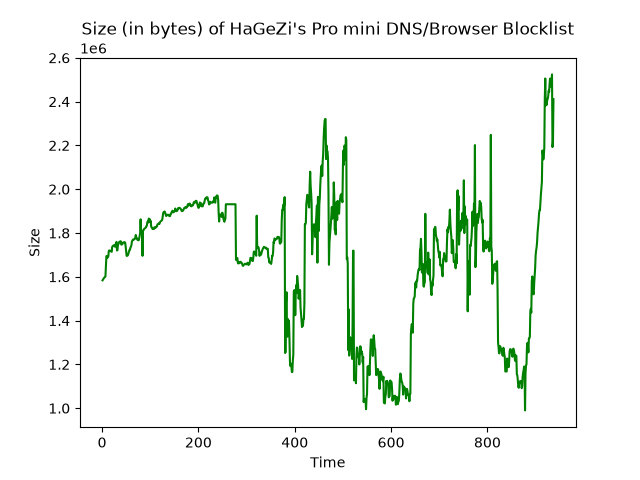 Size (in bytes) of HaGeZi's Pro mini DNS/Browser Blocklist
1e6
2.6
2.4
2.2
2.0
1.8
1.6
1.4
1.2
1.0
Size
0 200 400 600 800
Time